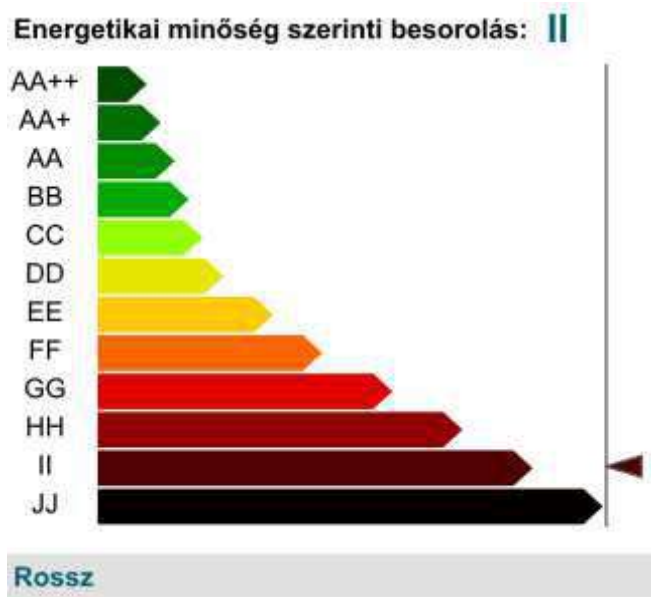 Energetikai minőség szerinti besorolás: II
AA++
AA+
AA
BB
CC
DD
EE
FF
GG
HH
II
JJ
Rossz